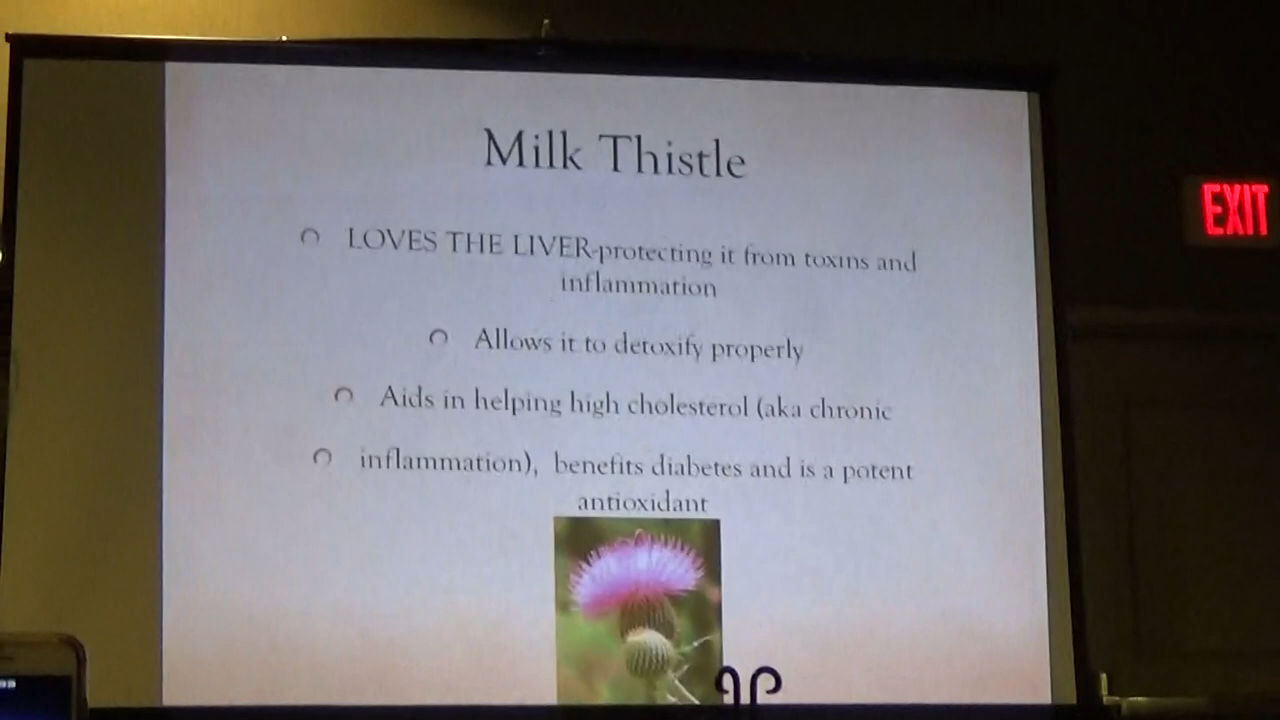 Milk Thistle
LOVES THE LIVER-protecting it from toxins and
inflammation
Allows it to detoxify properly
Aids in helping high cholesterol (aka chronic
inflammation), benefits diabetes and is a potent
antioxidant
EXIT